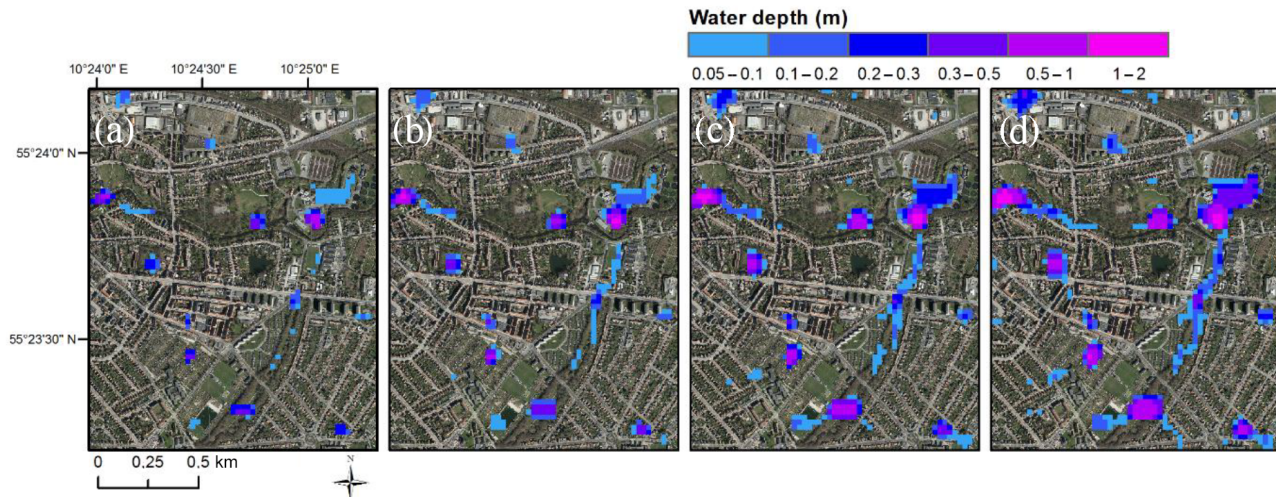 Water depth (m)
0.05 – 0.1 0.1 – 0.2 0.2 – 0.3 0.3 – 0.5 0.5 – 1 1 – 2
10°24'0" E 10°24'30" E 10°25'0" E
(a) (b) (c) (d)
55°24'0" N
55°23'30" N
0 0.25 0.5 km
N